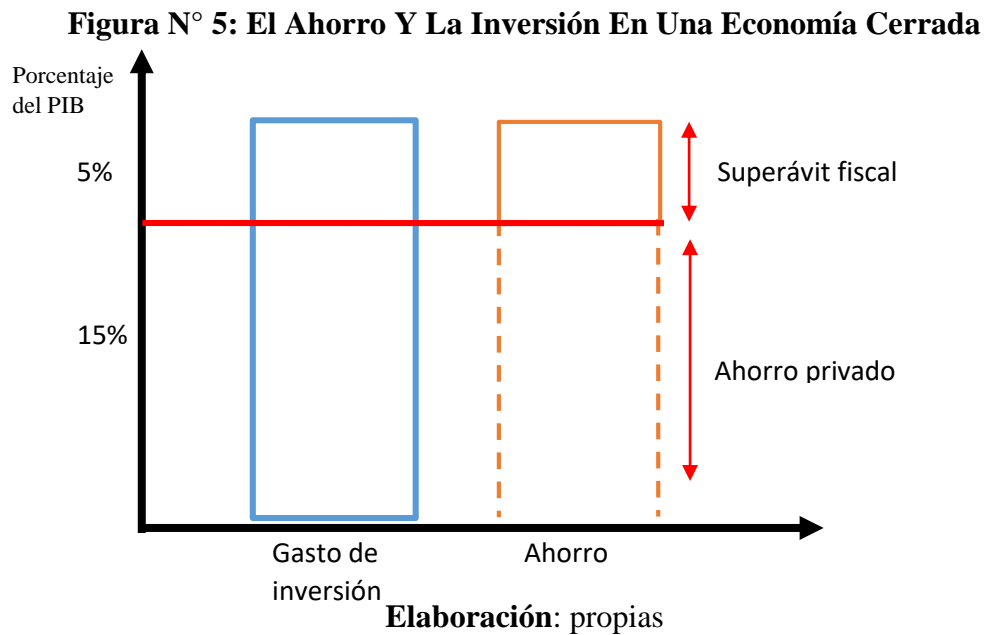 Figura N° 5: El Ahorro Y La Inversión En Una Economía Cerrada
Porcentaje
del PIB
5%
Superávit fiscal
15%
Ahorro privado
Gasto de
inversión
Ahorro
Elaboración: propias